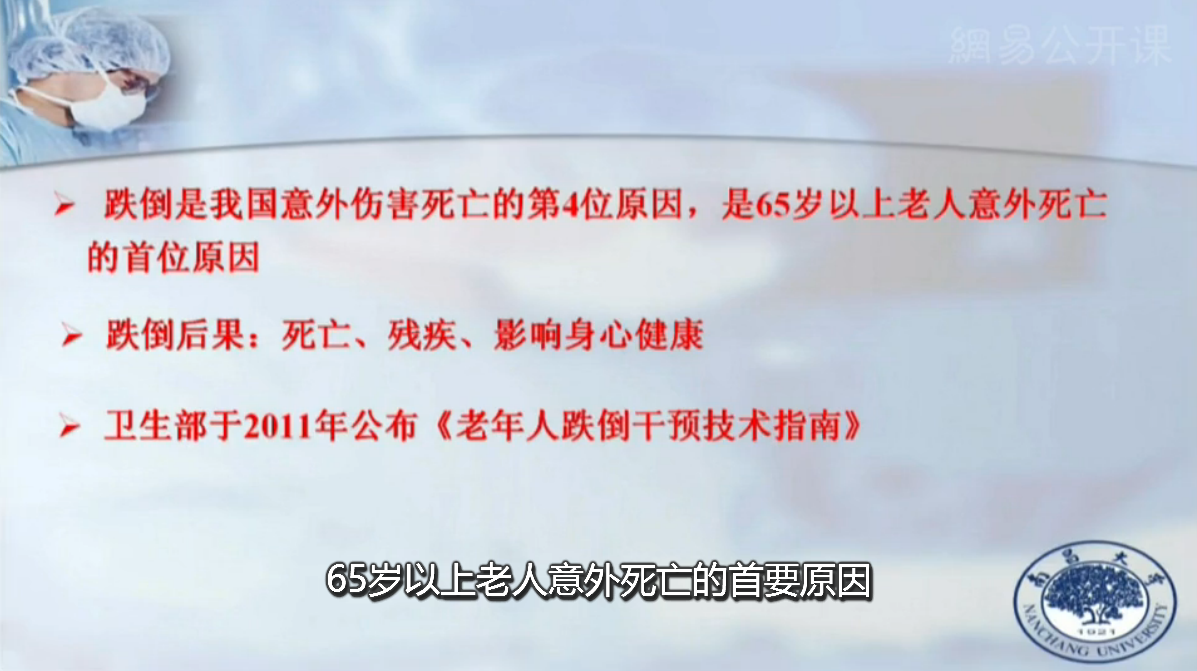 網易公开课
➢ 跌倒是我国意外伤害死亡的第4位原因，是65岁以上老人意外死亡
的首位原因
➢ 跌倒后果：死亡、残疾、影响身心健康
➢ 卫生部于2011年公布《老年人跌倒干预技术指南》
65岁以上老人意外死亡的首要原因
南昌大学
1921
NANCHANG UNIVERSITY